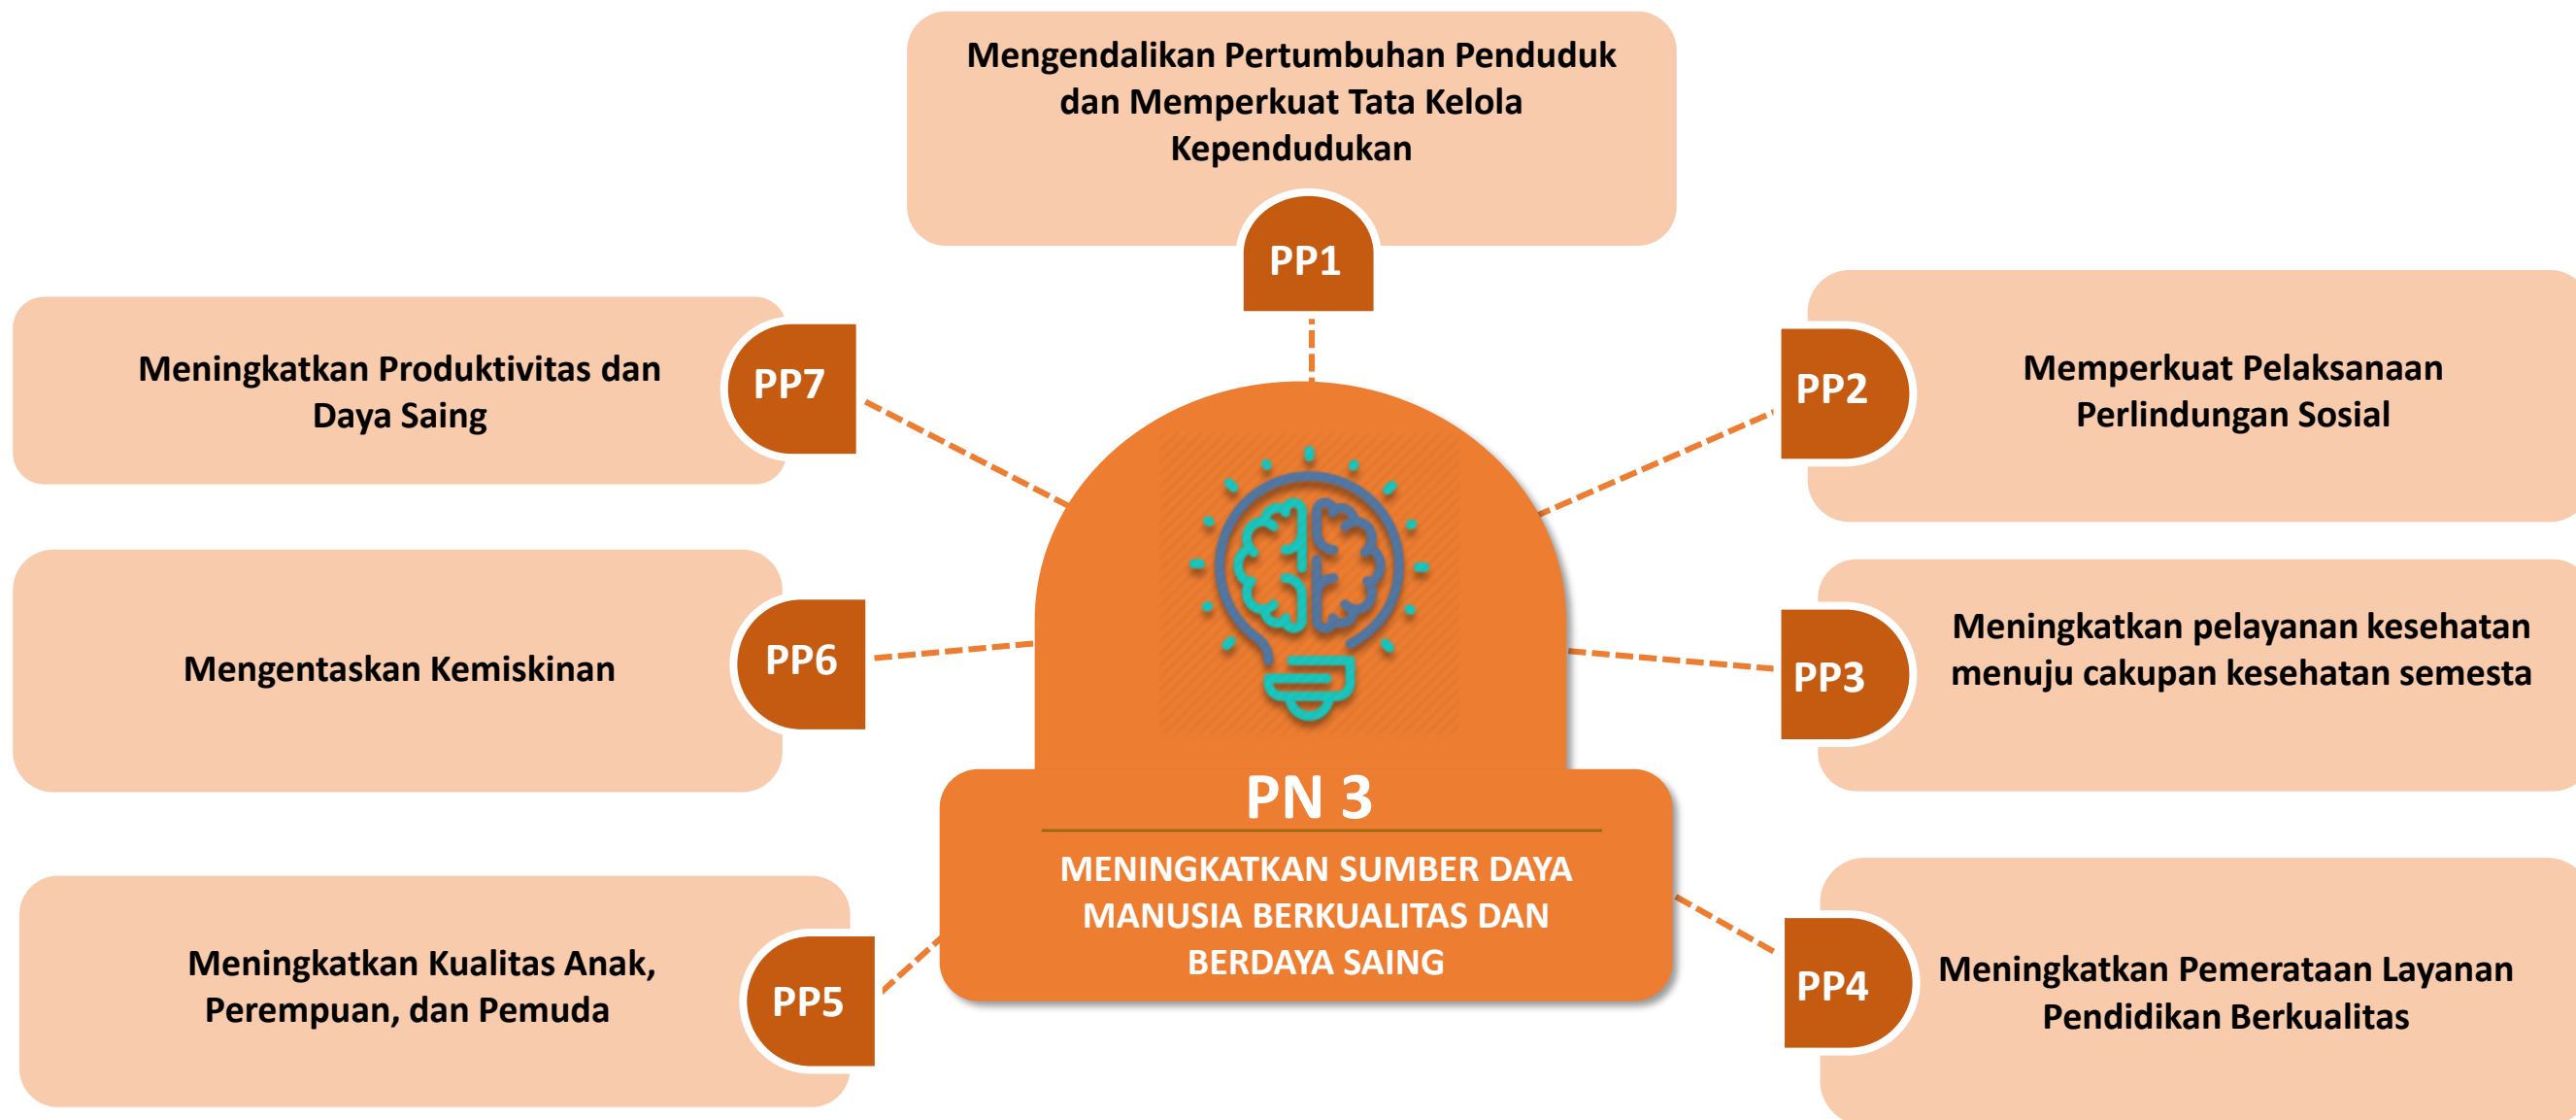 Mengendalikan Pertumbuhan Penduduk
dan Memperkuat Tata Kelola
Kependudukan
PP1
Memperkuat Pelaksanaan
Perlindungan Sosial
PP2
Meningkatkan pelayanan kesehatan
menuju cakupan kesehatan semesta
PP3
Meningkatkan Pemerataan Layanan
Pendidikan Berkualitas
PP4
Meningkatkan Kualitas Anak,
Perempuan, dan Pemuda
PP5
Mengentaskan Kemiskinan
PP6
Meningkatkan Produktivitas dan
Daya Saing
PP7
PN 3
MENINGKATKAN SUMBER DAYA
MANUSIA BERKUALITAS DAN
BERDAYA SAING